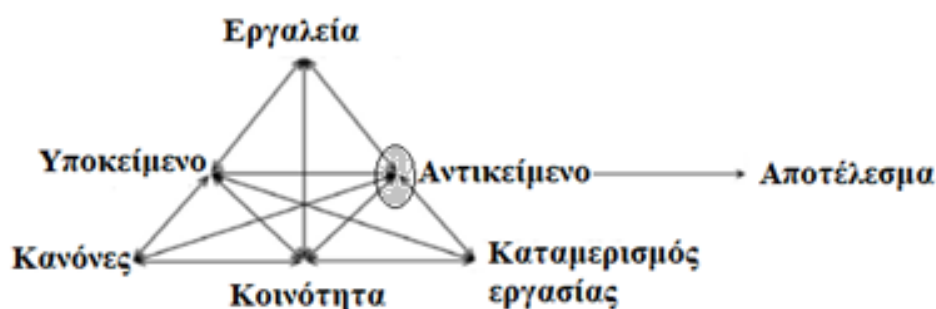 Εργαλεία
Υποκείμενο
Αντικείμενο
Αποτέλεσμα
Κανόνες
Κοινότητα
Καταμερισμός
εργασίας